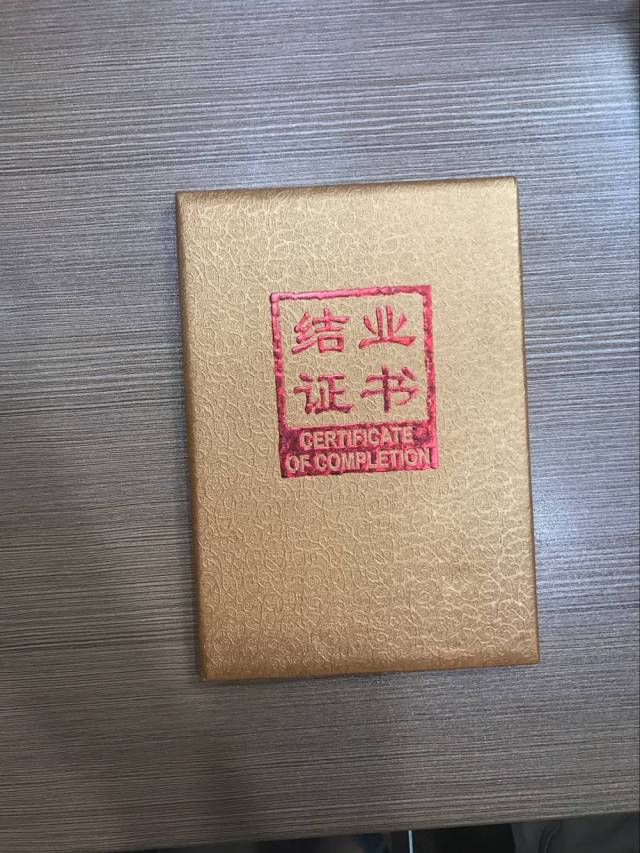 结业
证书
CERTIFICATE
OF COMPLETION